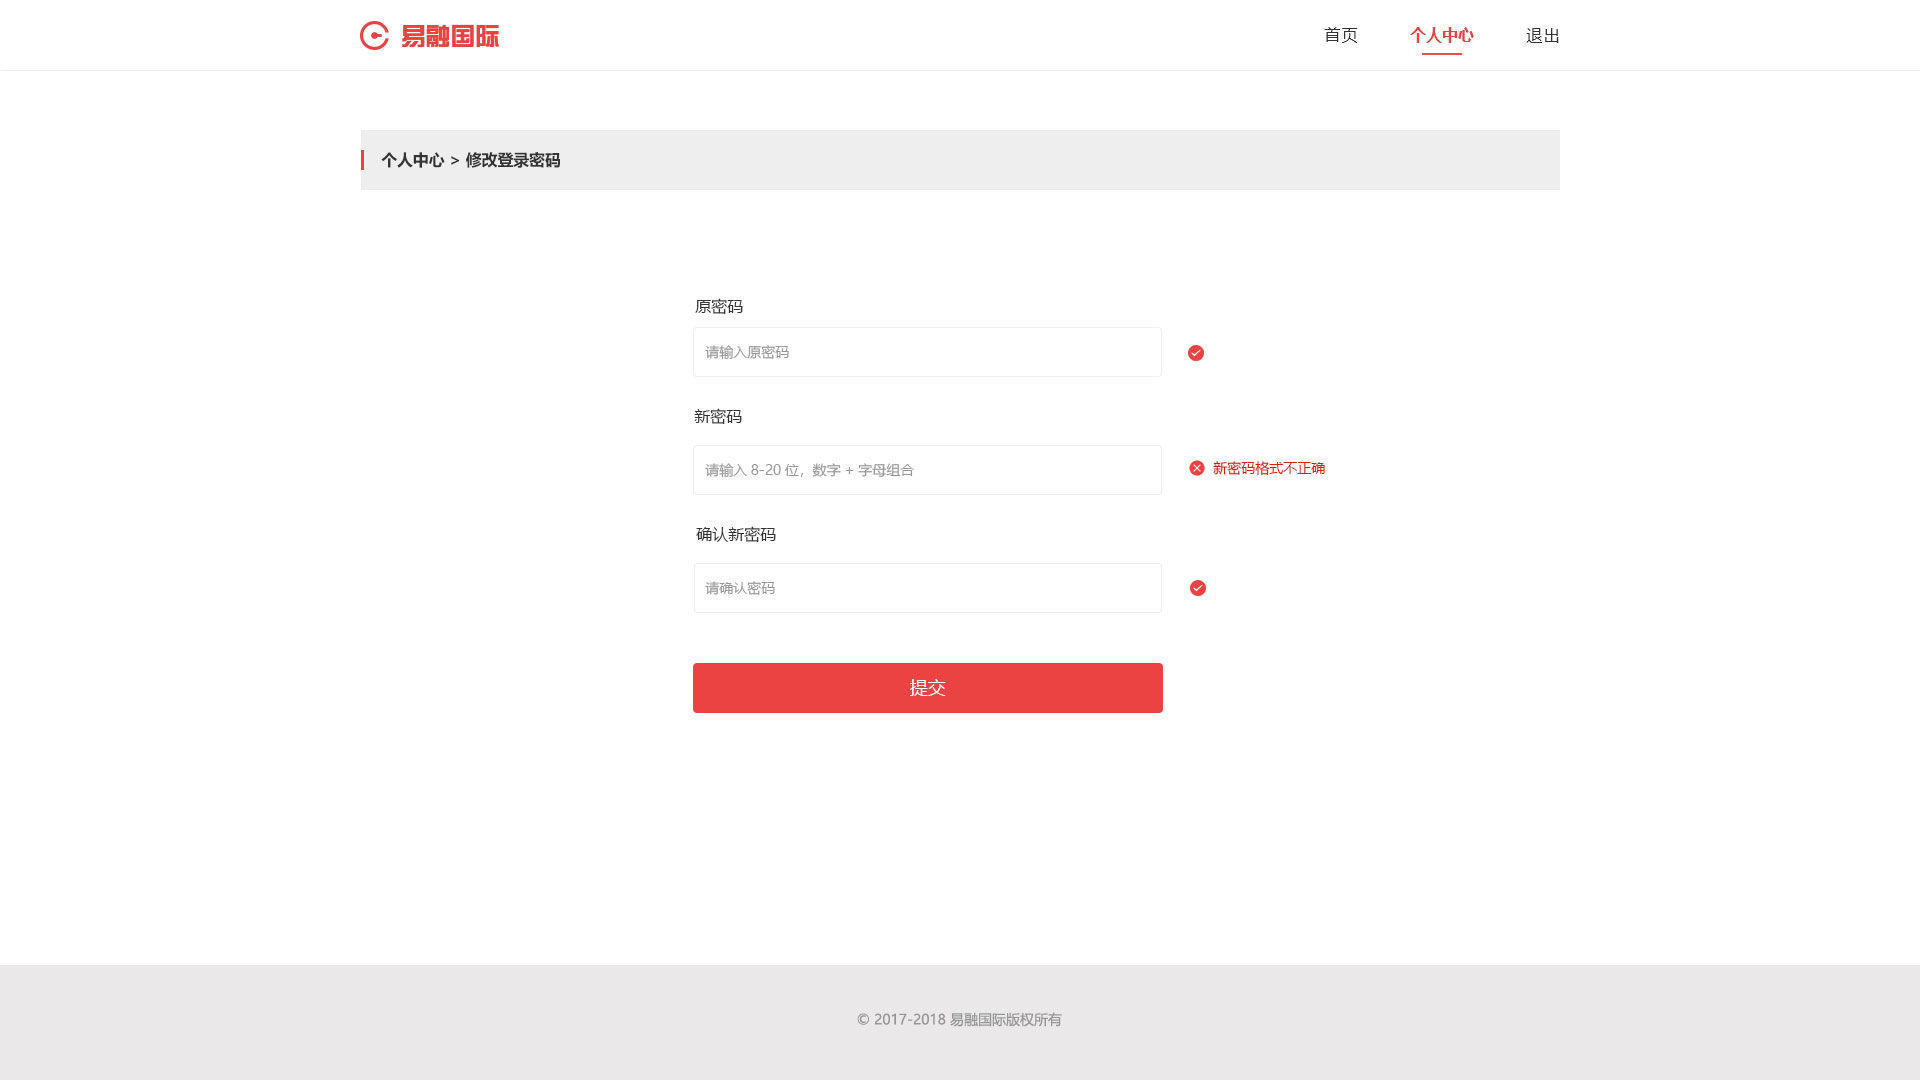 易融国际
首页
个人中心
退出
个人中心 > 修改登录密码
原密码
请输入原密码
新密码
请输入 8-20 位，数字 + 字母组合
新密码格式不正确
确认新密码
请确认密码
提交
© 2017-2018 易融国际版权所有